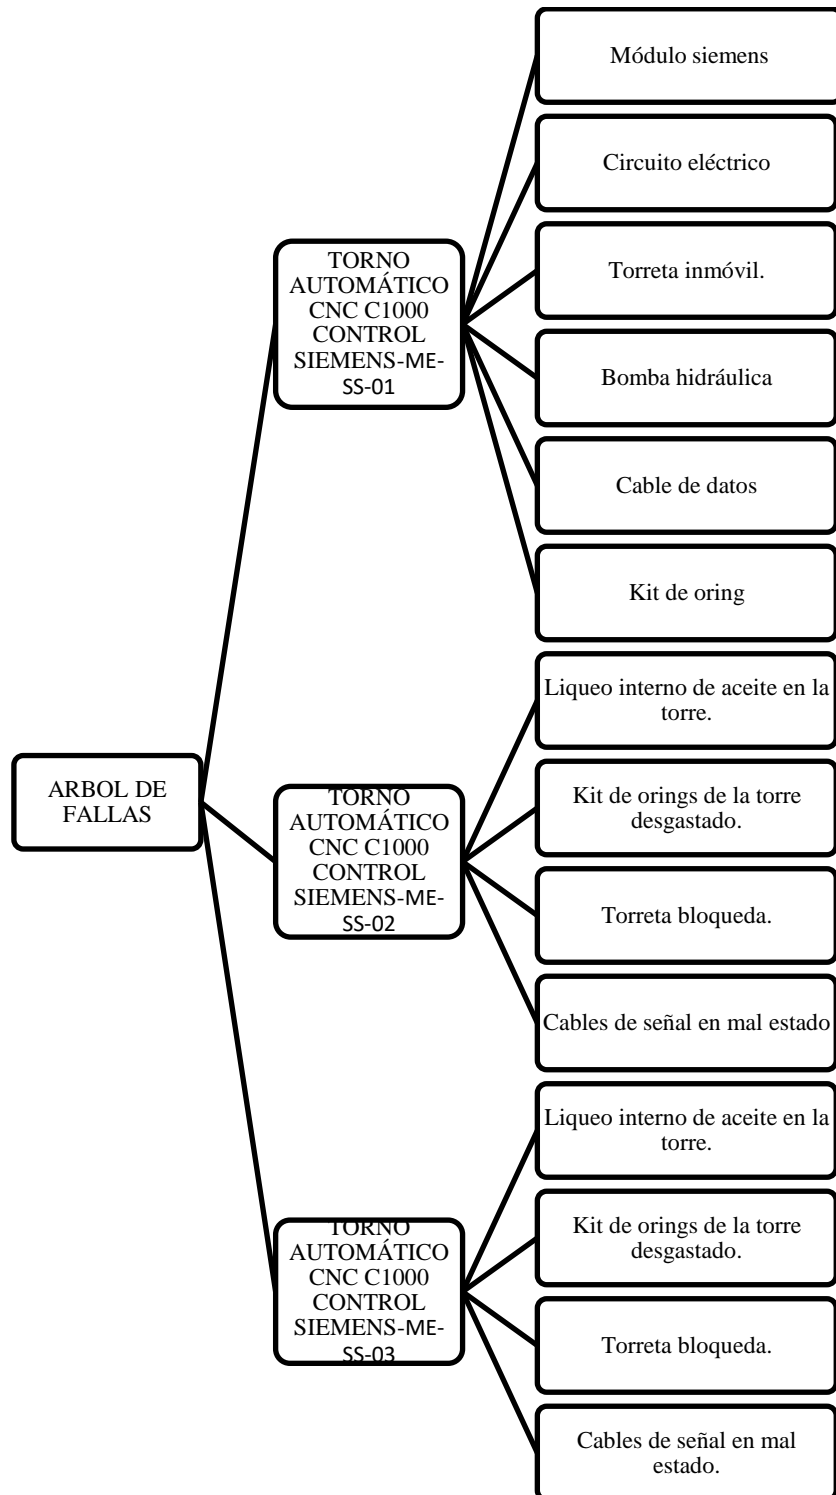 ARBOL DE
FALLAS
TORNO
AUTOMÁTICO
CNC C1000
CONTROL
SIEMENS-ME-
SS-01
Módulo siemens
Circuito eléctrico
Torreta inmóvil.
Bomba hidráulica
Cable de datos
Kit de oring
TORNO
AUTOMÁTICO
CNC C1000
CONTROL
SIEMENS-ME-
SS-02
Liqueo interno de aceite en la
torre.
Kit de orings de la torre
desgastado.
Torreta bloqueda.
Cables de señal en mal estado
TORNO
AUTOMÁTICO
CNC C1000
CONTROL
SIEMENS-ME-
SS-03
Liqueo interno de aceite en la
torre.
Kit de orings de la torre
desgastado.
Torreta bloqueda.
Cables de señal en mal
estado.